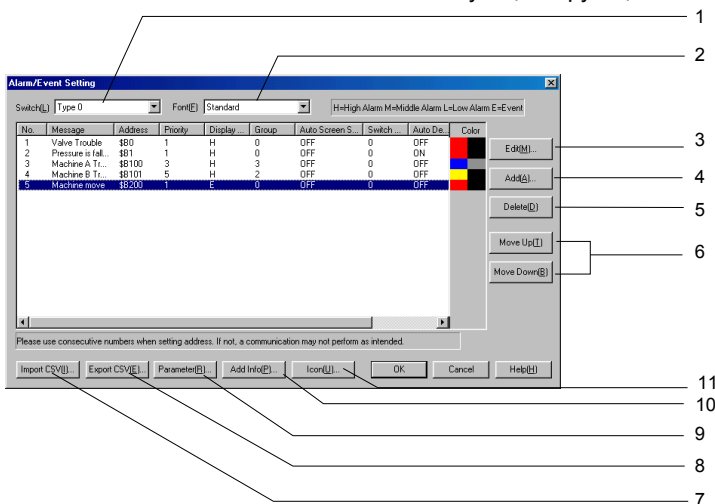 1
2
Alarm/Event Setting
Switch(L) Type 0 Font(F) Standard H=High Alarm M=Middle Alarm L=Low Alarm E=Event
No. Message Address Priority Display ... Group Auto Screen S... Switch ... Auto De... Color
1 Valve Trouble $B0 1 H 0 OFF 0 OFF
2 Pressure is fall... $B1 1 H 0 OFF 0 ON
3 Machine A Tr... $B100 3 H 3 OFF 0 OFF
4 Machine B Tr... $B101 5 H 2 OFF 0 OFF
5 Machine move $B200 1 E 0 OFF 0 OFF
Edit(M)... 3
Add(A)... 4
Delete(D) 5
Move Up(T)
6
Move Down(B)
Please use consecutive numbers when setting address. If not, a communication may not perform as intended.
Import CSV(I)... Export CSV(E)... Parameter(R)... Add Info(P)... Icon(U)... OK Cancel Help(H)
11
10
9
8
7